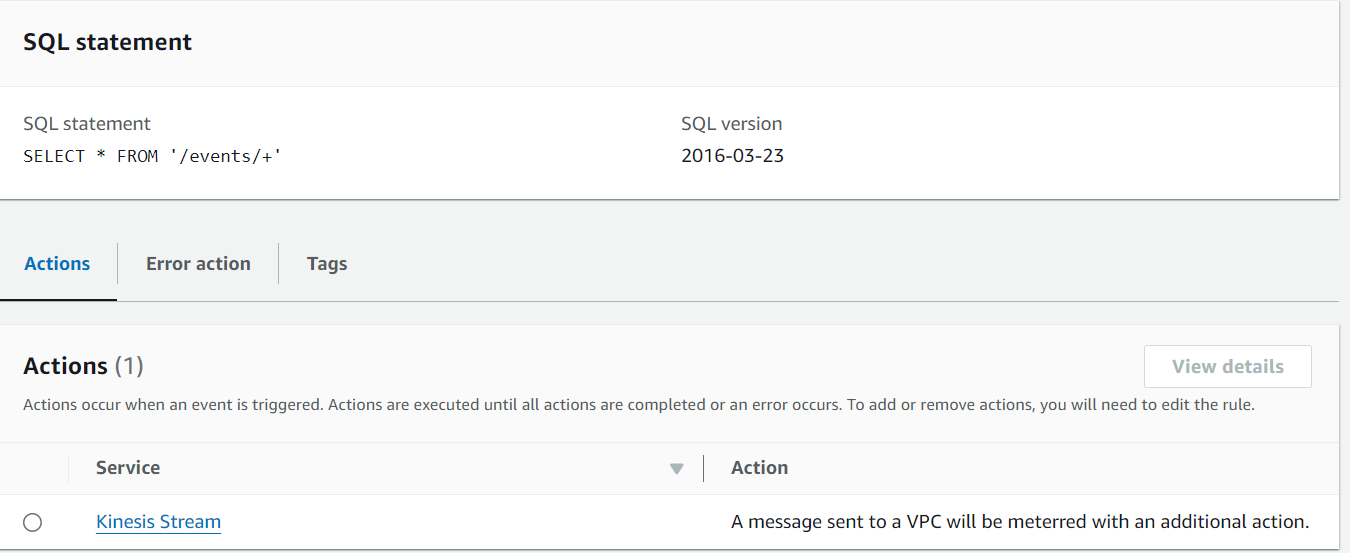 SQL statement
SQL statement
SQL version
SELECT * FROM '/events/+'
2016-03-23
Actions
Error action
Tags
Actions (1)
View details
Actions occur when an event is triggered. Actions are executed until all actions are completed or an error occurs. To add or remove actions, you will need to edit the rule.
Service
Action
Kinesis Stream
A message sent to a VPC will be meterred with an additional action.